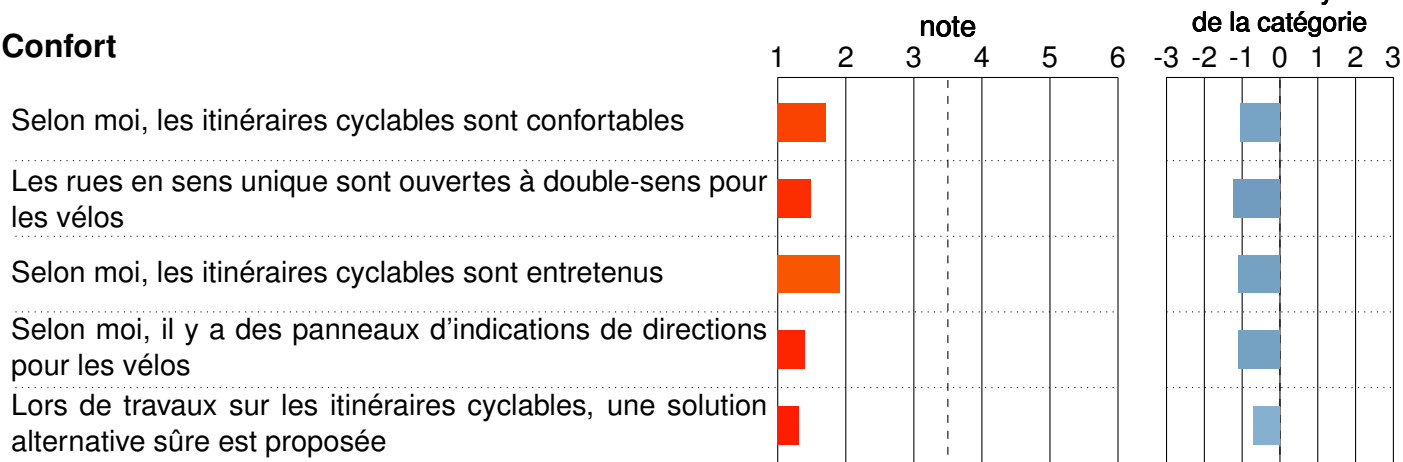 note
de la catégorie
Confort
1 2 3 4 5 6 -3 -2 -1 0 1 2 3
Selon moi, les itinéraires cyclables sont confortables
Les rues en sens unique sont ouvertes à double-sens pour
les vélos
Selon moi, les itinéraires cyclables sont entretenus
Selon moi, il y a des panneaux d'indications de directions
pour les vélos
Lors de travaux sur les itinéraires cyclables, une solution
alternative sûre est proposée